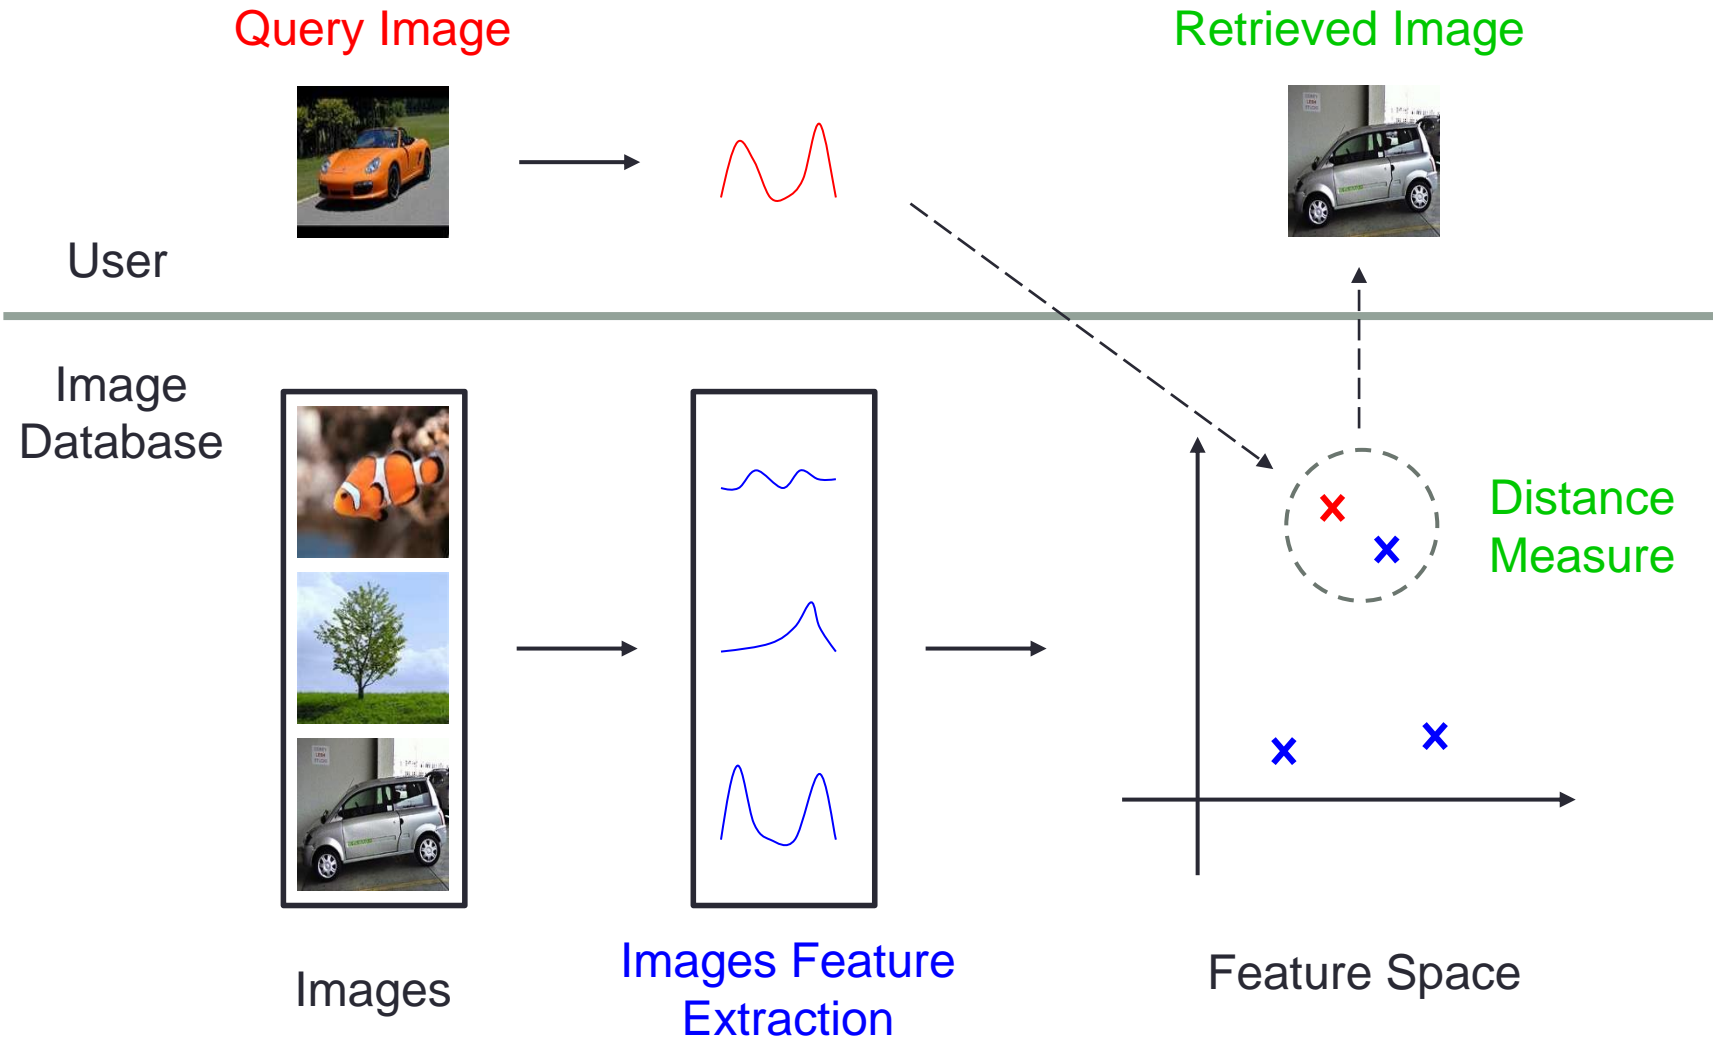 Query Image
Retrieved Image
User
Image
Database
Distance
Measure
Images
Images Feature
Extraction
Feature Space